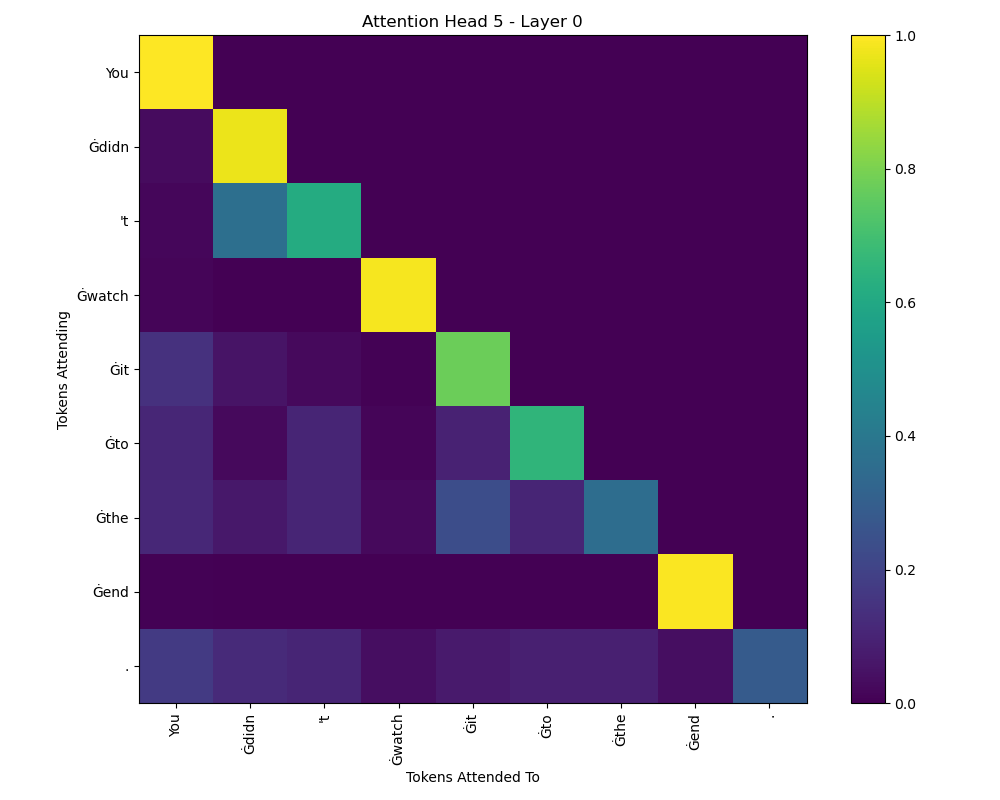 Attention Head 5 - Layer 0
You
Ġdidn
't
Ġwatch
Ġit
Ġto
Ġthe
Ġend
.
Tokens Attending
You
Ġdidn
't
Ġwatch
Ġit
Ġto
Ġthe
Ġend
.
Tokens Attended To
1.0
0.8
0.6
0.4
0.2
0.0